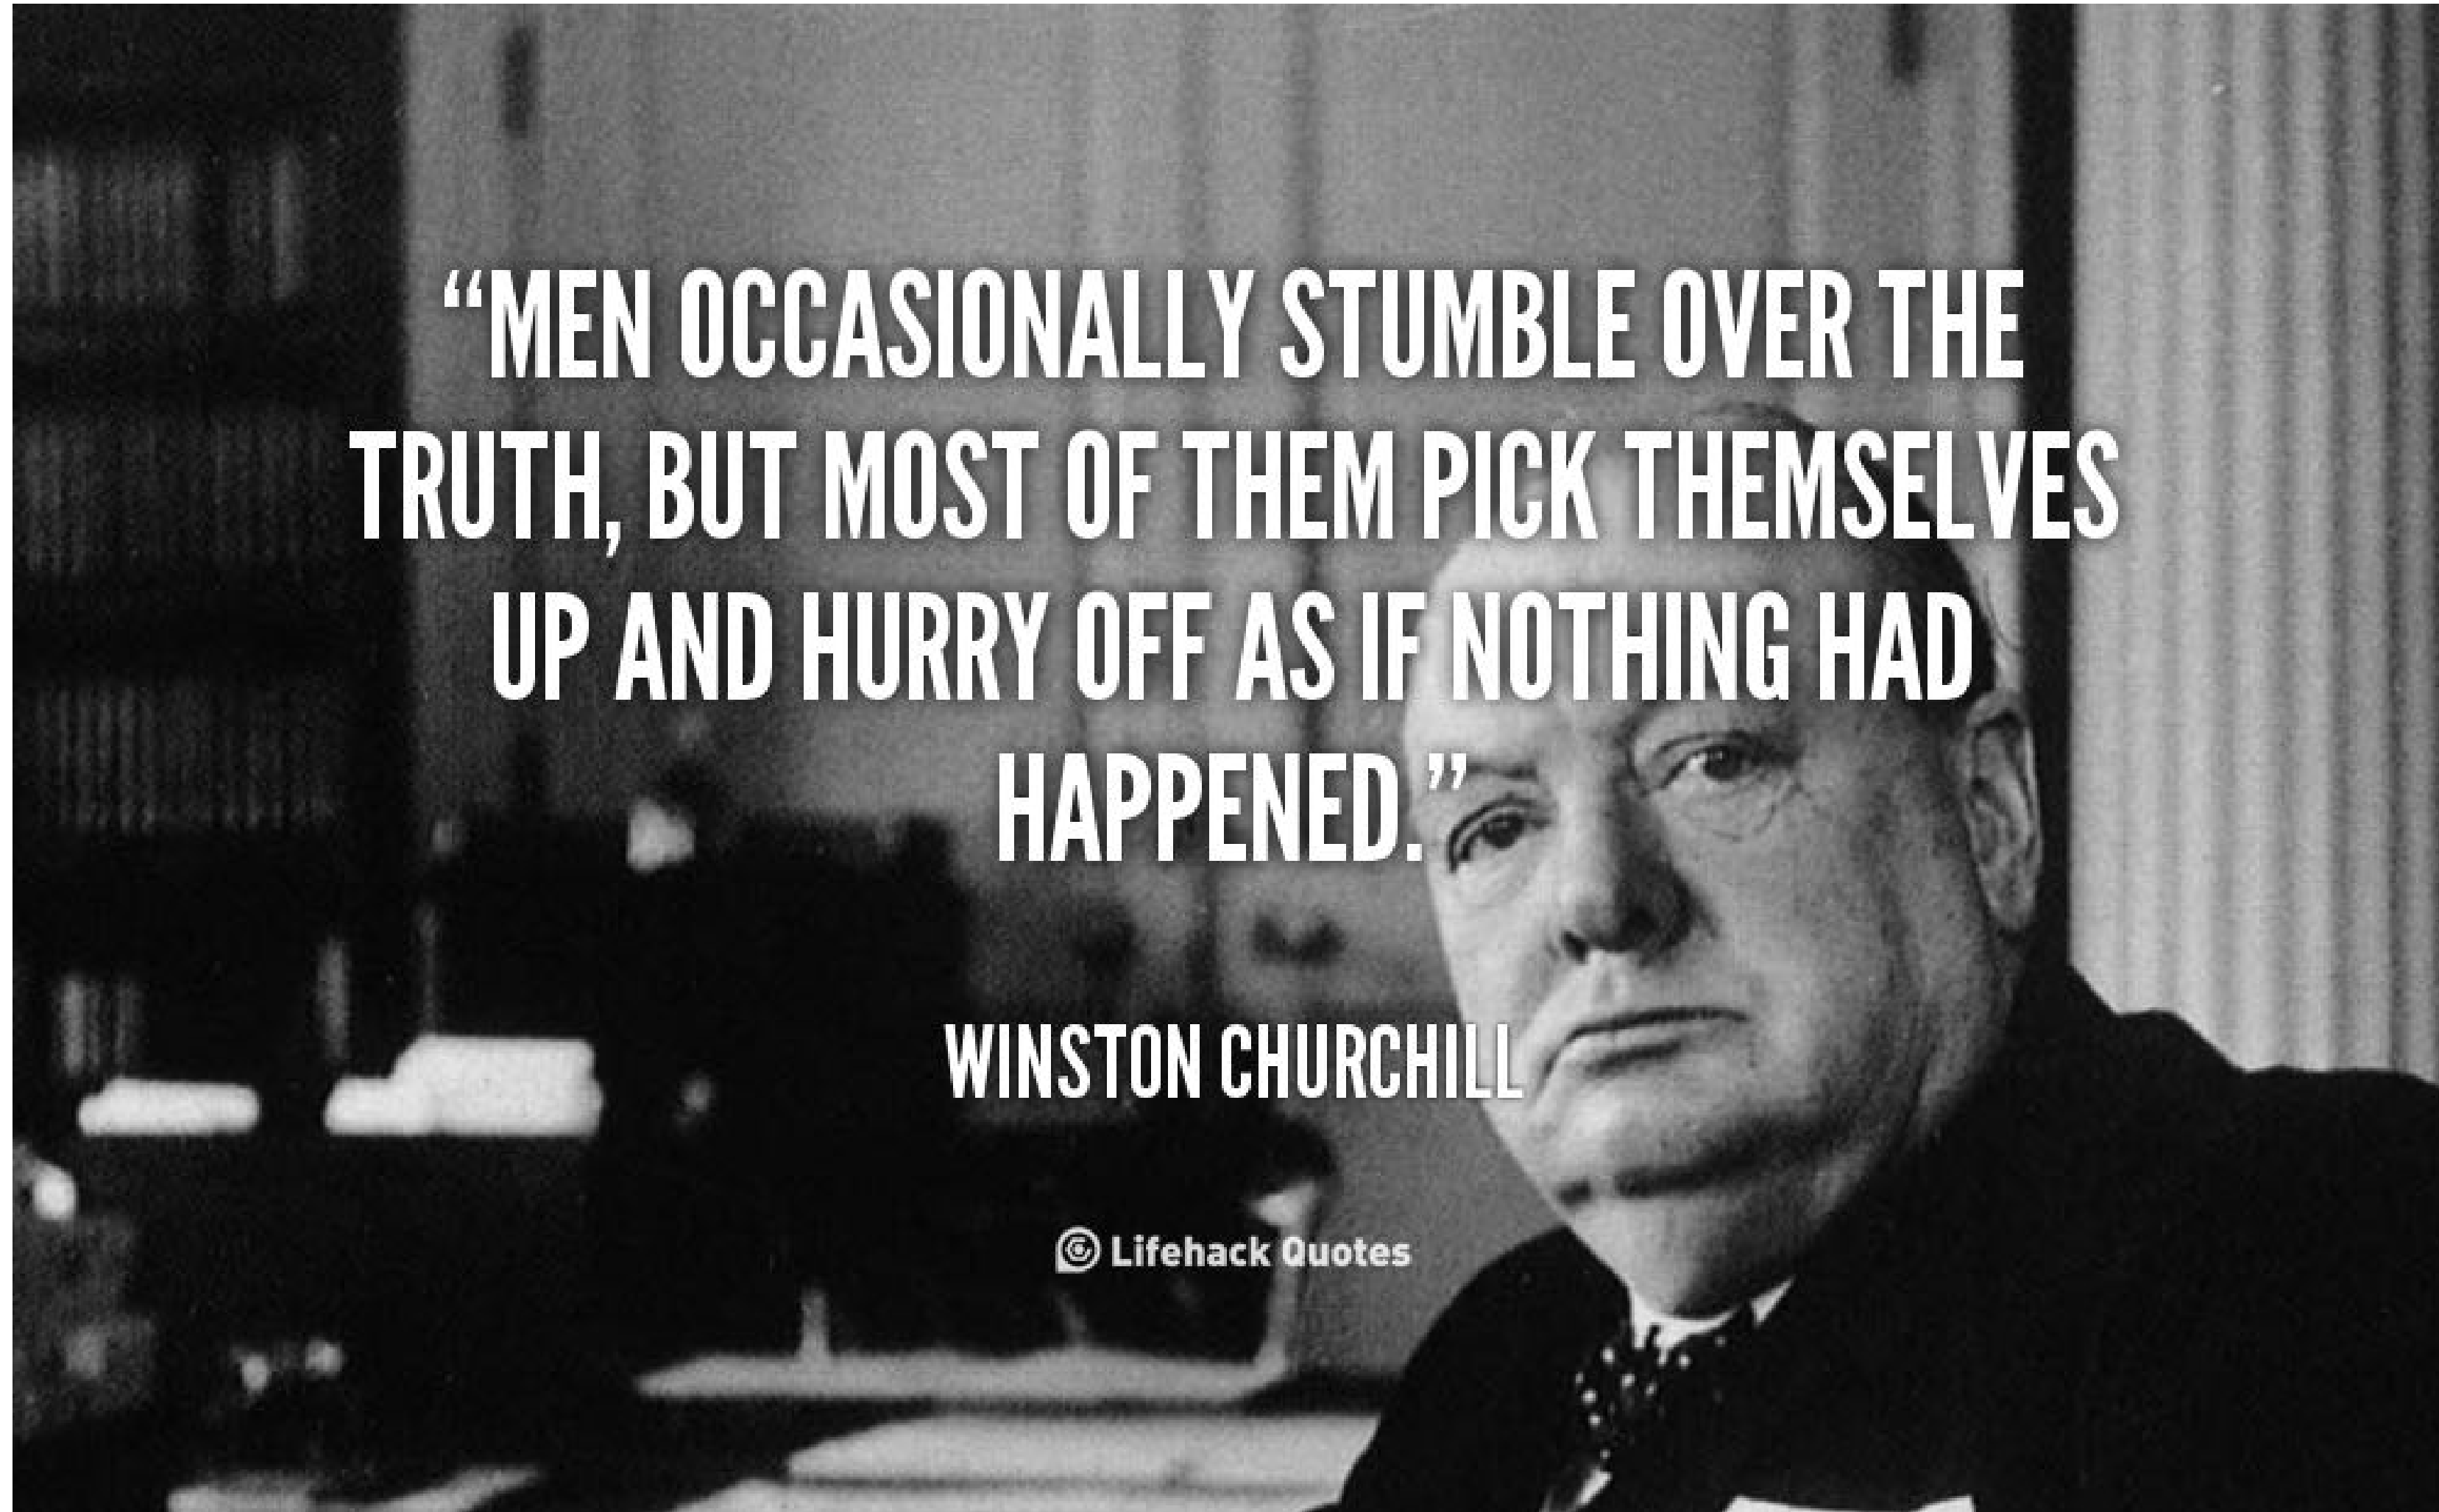 “MEN OCCASIONALLY STUMBLE OVER THE
TRUTH, BUT MOST OF THEM PICK THEMSELVES
UP AND HURRY OFF AS IF NOTHING HAD
HAPPENED.”
WINSTON CHURCHILL
Lifehack Quotes